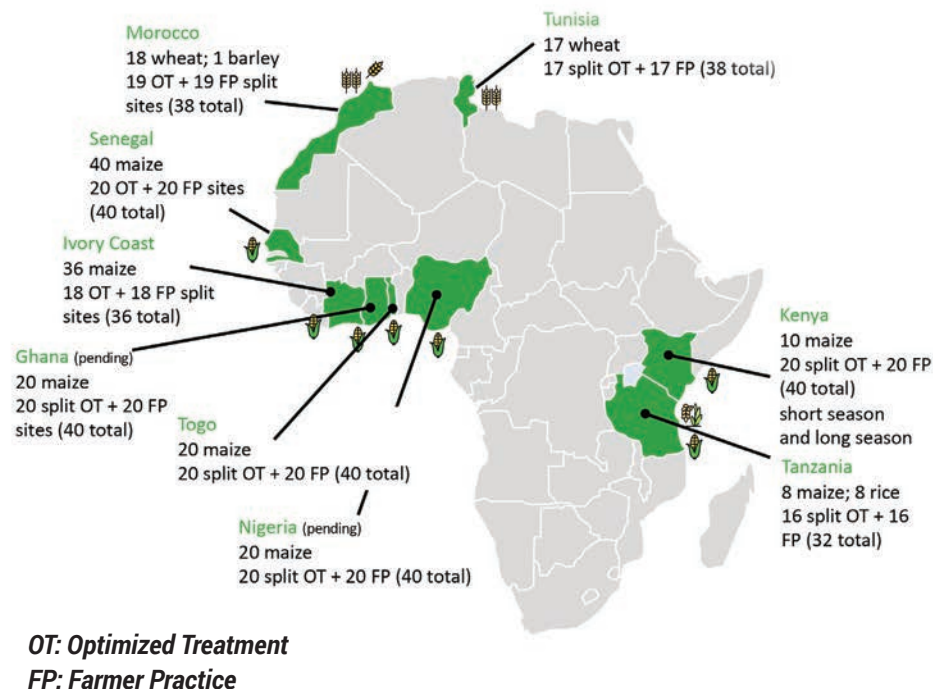 Morocco
18 wheat; 1 barley
19 OT + 19 FP split
sites (38 total)
Tunisia
17 wheat
17 split OT + 17 FP (38 total)
Senegal
40 maize
20 OT + 20 FP sites
(40 total)
Ivory Coast
36 maize
18 OT + 18 FP split
sites (36 total)
Ghana (pending)
20 maize
20 split OT + 20 FP
sites (40 total)
Togo
20 maize
20 split OT + 20 FP (40 total)
Nigeria (pending)
20 maize
20 split OT + 20 FP (40 total)
Kenya
10 maize
20 split OT + 20 FP
(40 total)
short season
and long season
Tanzania
8 maize; 8 rice
16 split OT + 16
FP (32 total)
OT: Optimized Treatment
FP: Farmer Practice